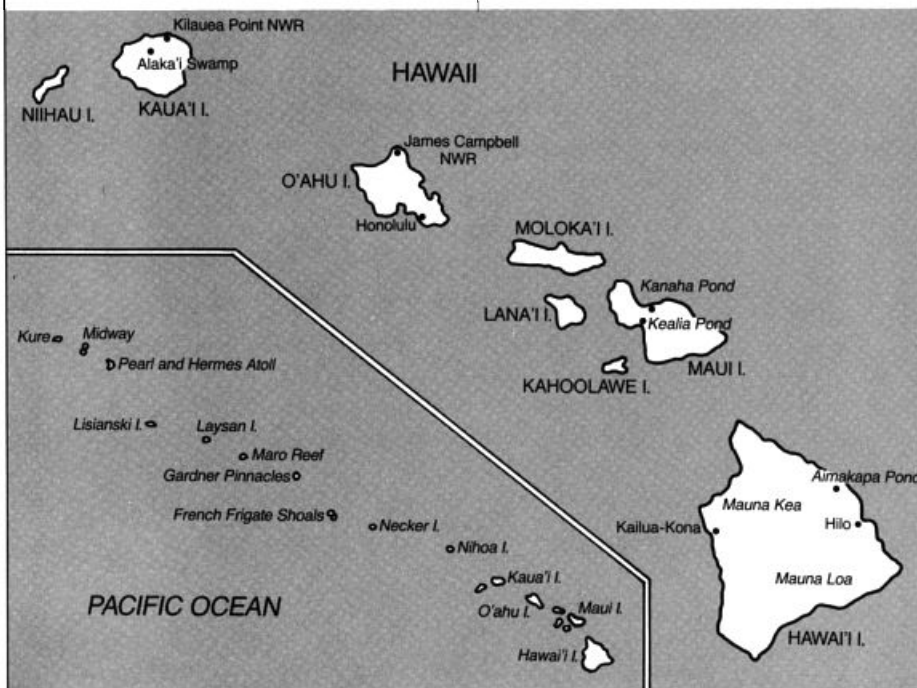 Kilauea Point NWR
Alaka'i Swamp
NIIHAU I.
KAUA'I I.
HAWAII
James Campbell
NWR
O'AHU I.
Honolulu
MOLOKA'I I.
Kanaha Pond
LANA'I I.
Kealia Pond
KAHOOLAWE I.
MAUI I.
Kure
Midway
Pearl and Hermes Atoll
Lisianski I.
Laysan I.
Maro Reef
Gardner Pinnacles
French Frigate Shoals
Necker I.
Nihoa I.
Kaua'i I.
O'ahu I.
Maui I.
Hawai'i I.
PACIFIC OCEAN
Aimakapa Pond
Mauna Kea
Kailua-Kona
Hilo
Mauna Loa
HAWAI'I I.